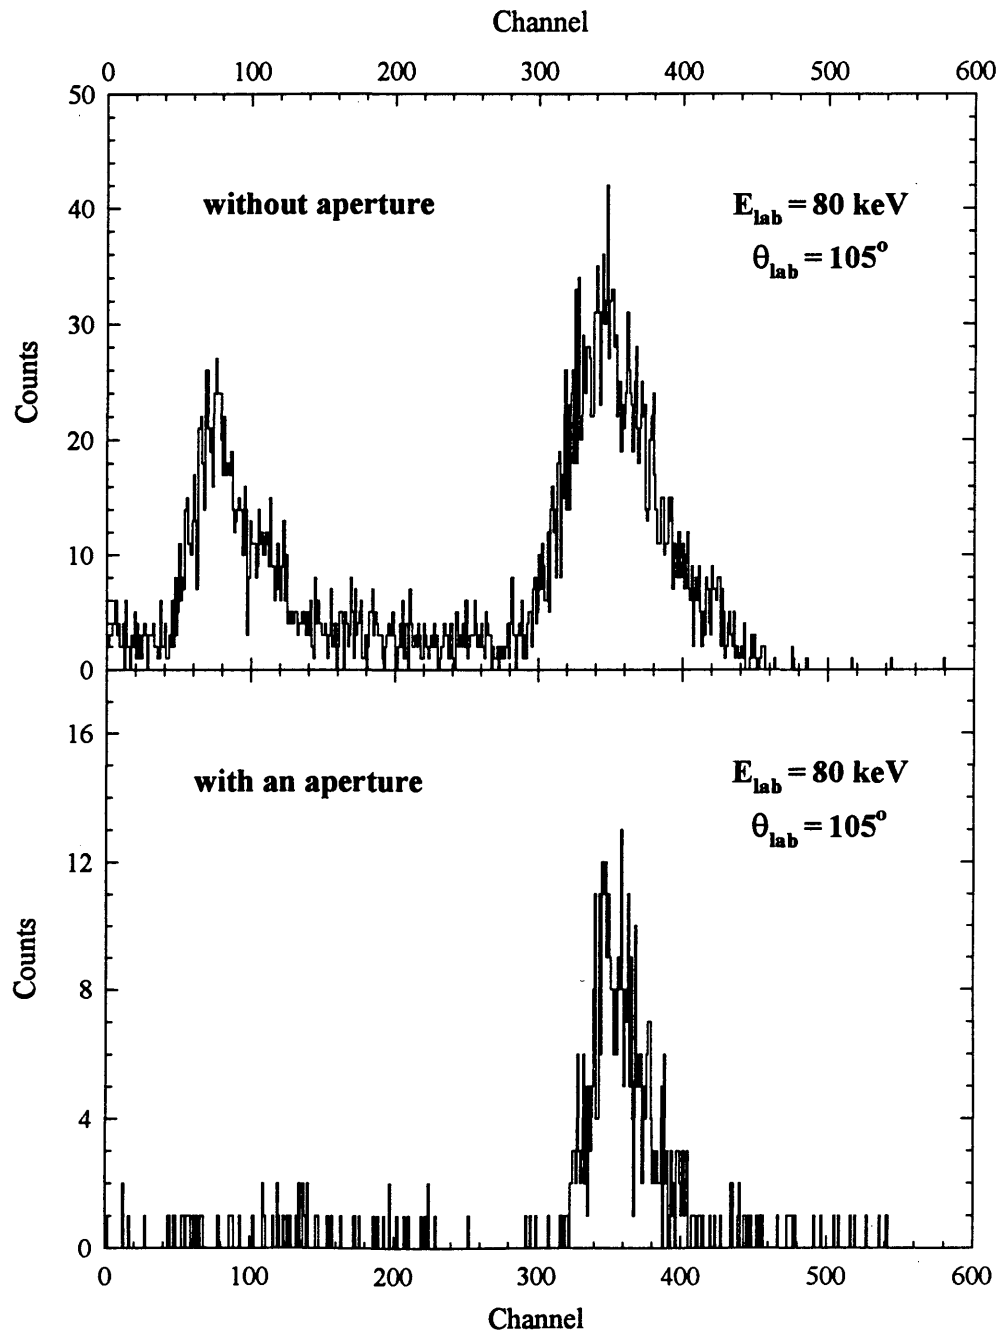 Channel
0 100 200 300 400 500 600
50
without aperture
E_lab = 80 keV
40
θ_lab = 105°
30
Counts
20
10
0
16
with an aperture
E_lab = 80 keV
θ_lab = 105°
12
Counts
8
4
0
0 100 200 300 400 500 600
Channel